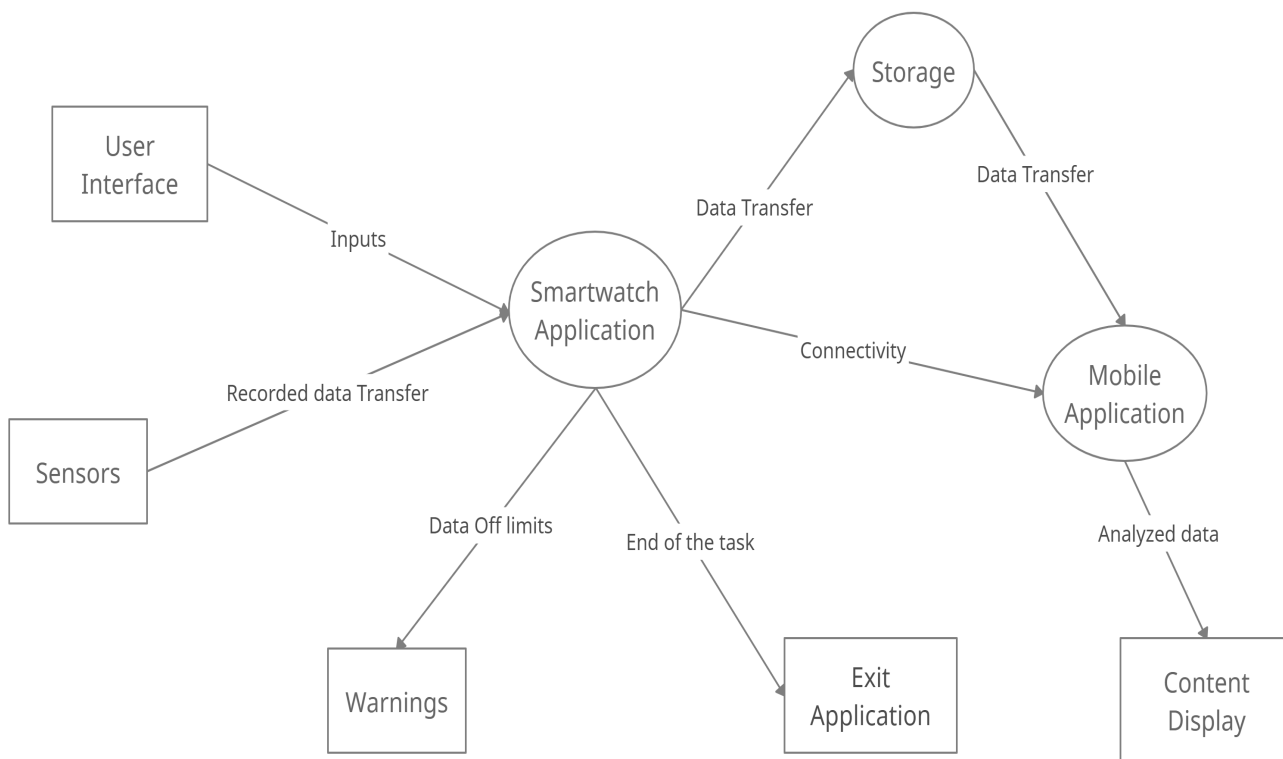 Storage
User
Interface
Data Transfer
Data Transfer
Inputs
Smartwatch
Application
Connectivity
Mobile
Application
Recorded data Transfer
Sensors
Data Off limits
End of the task
Analyzed data
Warnings
Exit
Application
Content
Display